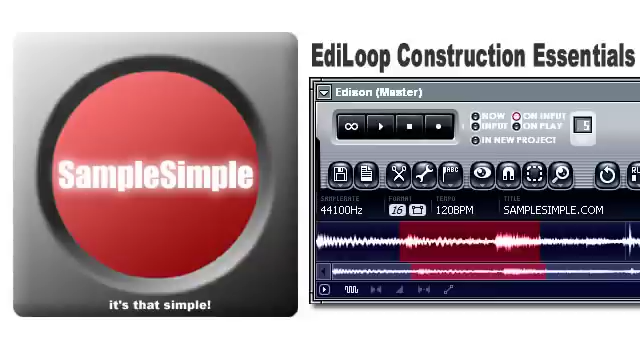 EdiLoop Construction Essentials
SampleSimple
it's that simple!
Edison (Master)
NOW ON INPUT
INPUT ON PLAY
IN NEW PROJECT
5
ABC
SAMPLERATE FORMAT TEMPO TITLE
44100Hz 16 120BPM SAMPLESIMPLE.COM